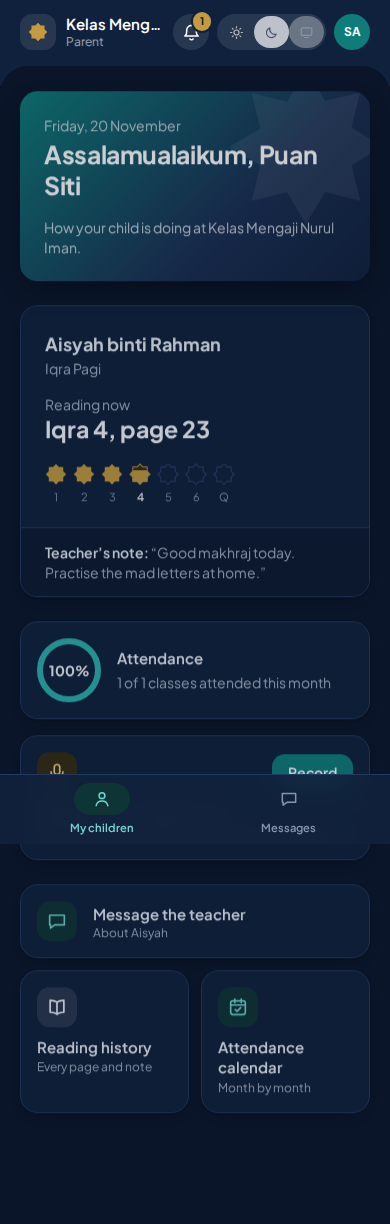 Kelas Meng…
Parent
1
SA
Friday, 20 November
Assalamualaikum, Puan
Siti
How your child is doing at Kelas Mengaji Nurul
Iman.
Aisyah binti Rahman
Iqra Pagi
Reading now
Iqra 4, page 23
1 2 3 4 5 6 Q
Teacher's note: "Good makhraj today.
Practise the mad letters at home."
100%
Attendance
1 of 1 classes attended this month
Record
My children
Messages
Message the teacher
About Aisyah
Reading history
Every page and note
Attendance
calendar
Month by month